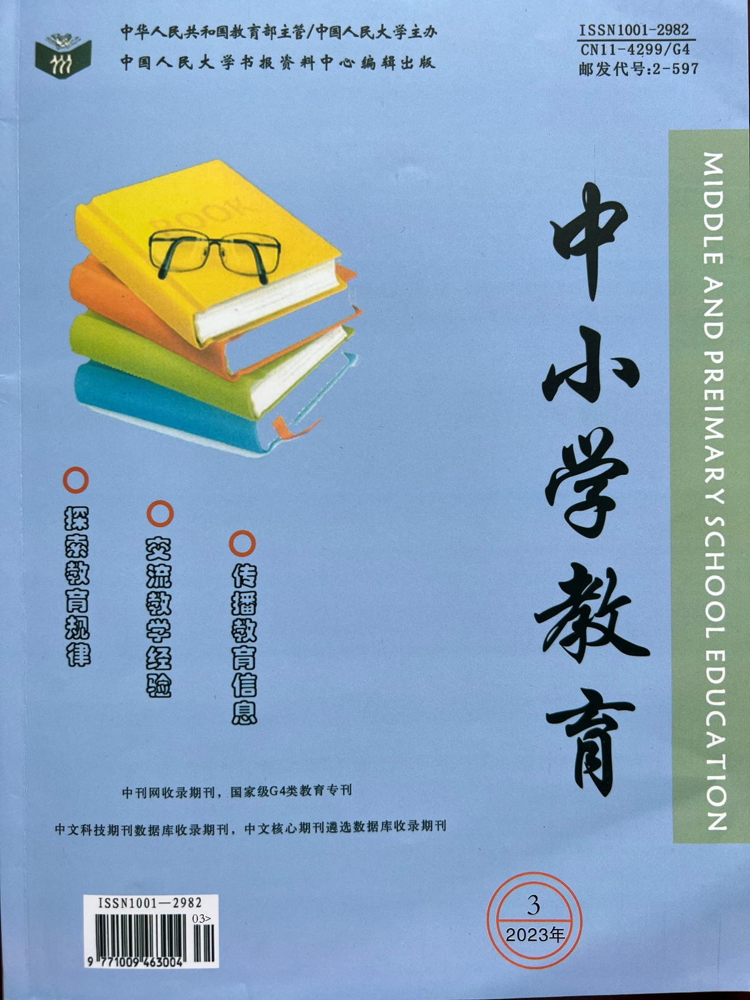 中华人民共和国教育部主管/中国人民大学主办
中国人民大学书报资料中心编辑出版
ISSN1001-2982
CN11-4299/G4
邮发代号:2-597
MIDDLE AND PREIMARY SCHOOL EDUCATION
中小学教育
BOOK
探索教育规律
交流教学经验
传播教育信息
中刊网收录期刊，国家级G4类教育专刊
中文科技期刊数据库收录期刊，中文核心期刊遴选数据库收录期刊
ISSN1001—2982
03>
9 771009 463004
3
2023年